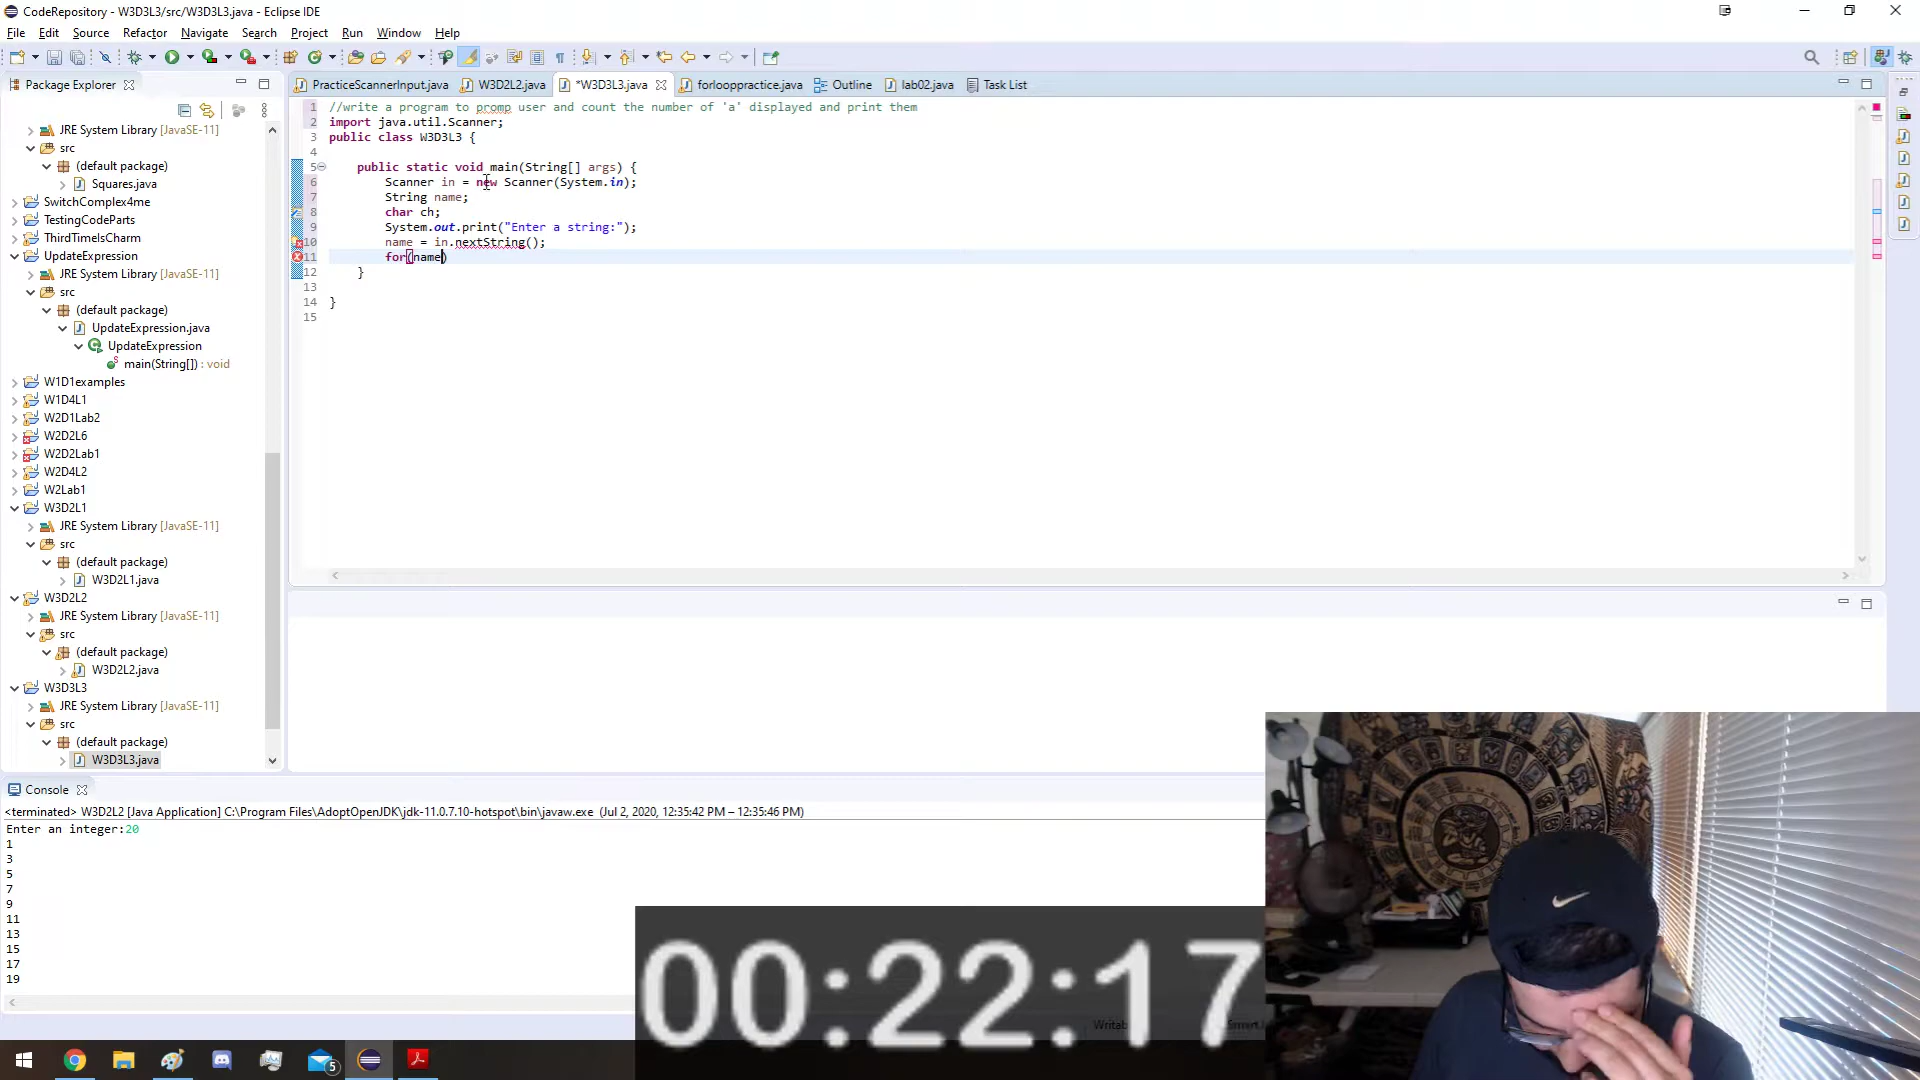 CodeRepository - W3D3L3/src/W3D3L3.java - Eclipse IDE
File Edit Source Refactor Navigate Search Project Run Window Help
Package Explorer
PracticeScannerInput.java W3D2L2.java *W3D3L3.java forlooppractice.java Outline lab02.java Task List
JRE System Library [JavaSE-11]
src
(default package)
Squares.java
SwitchComplex4me
TestingCodeParts
ThirdTimeIsCharm
UpdateExpression
JRE System Library [JavaSE-11]
src
(default package)
UpdateExpression.java
UpdateExpression
main(String[]) : void
W1D1examples
W1D4L1
W2D1Lab2
W2D2L6
W2D2Lab1
W2D4L2
W2Lab1
W3D2L1
JRE System Library [JavaSE-11]
src
(default package)
W3D2L1.java
W3D2L2
JRE System Library [JavaSE-11]
src
(default package)
W3D2L2.java
W3D3L3
JRE System Library [JavaSE-11]
src
(default package)
W3D3L3.java
1 //write a program to promp user and count the number of 'a' displayed and print them
2 import java.util.Scanner;
3 public class W3D3L3 {
4
5 public static void main(String[] args) {
6 Scanner in = new Scanner(System.in);
7 String name;
8 char ch;
9 System.out.print("Enter a string:");
10 name = in.nextString();
11 for(name)
12 }
13
14 }
15
Console
<terminated> W3D2L2 [Java Application] C:\Program Files\AdoptOpenJDK\jdk-11.0.7.10-hotspot\bin\javaw.exe (Jul 2, 2020, 12:35:42 PM – 12:35:46 PM)
Enter an integer:20
1
3
5
7
9
11
13
15
17
19
00:22:17
5